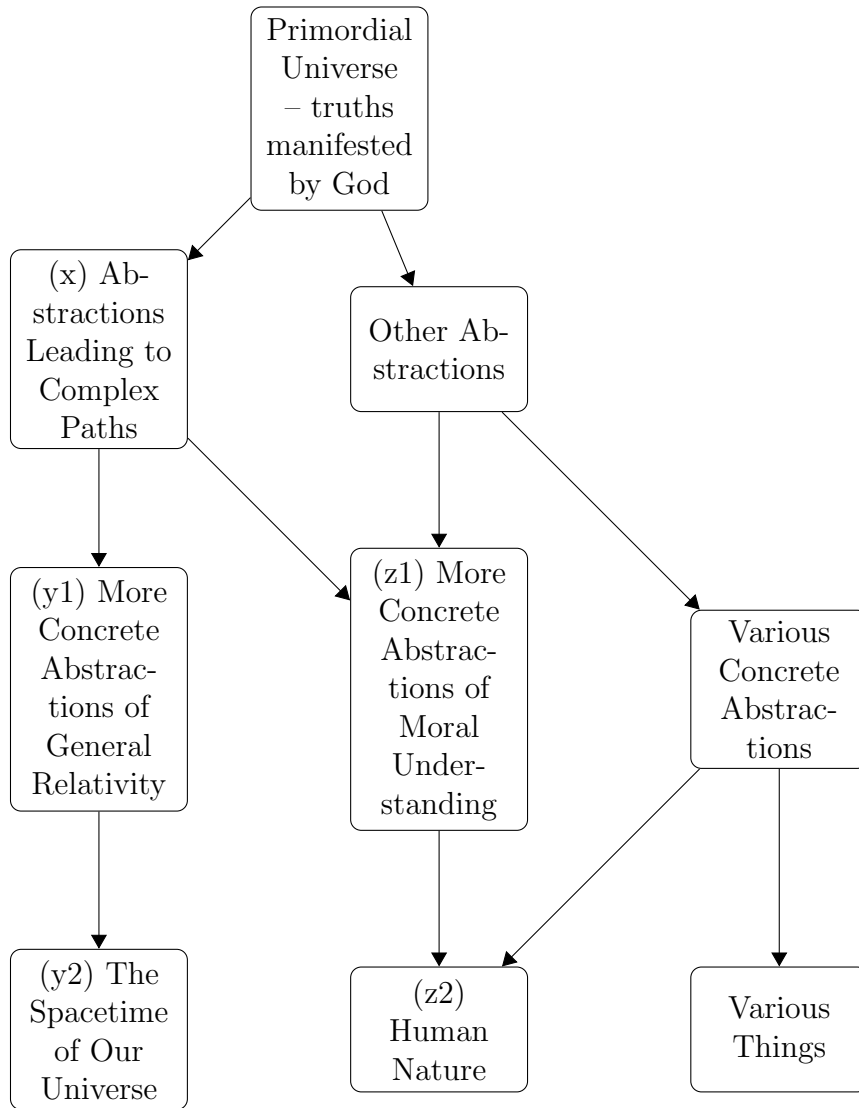 Primordial
Universe
– truths
manifested
by God
(x) Ab-
stractions
Leading to
Complex
Paths
Other Ab-
stractions
(y1) More
Concrete
Abstrac-
tions of
General
Relativity
(z1) More
Concrete
Abstrac-
tions of
Moral
Under-
standing
Various
Concrete
Abstrac-
tions
(y2) The
Spacetime
of Our
Universe
(z2)
Human
Nature
Various
Things